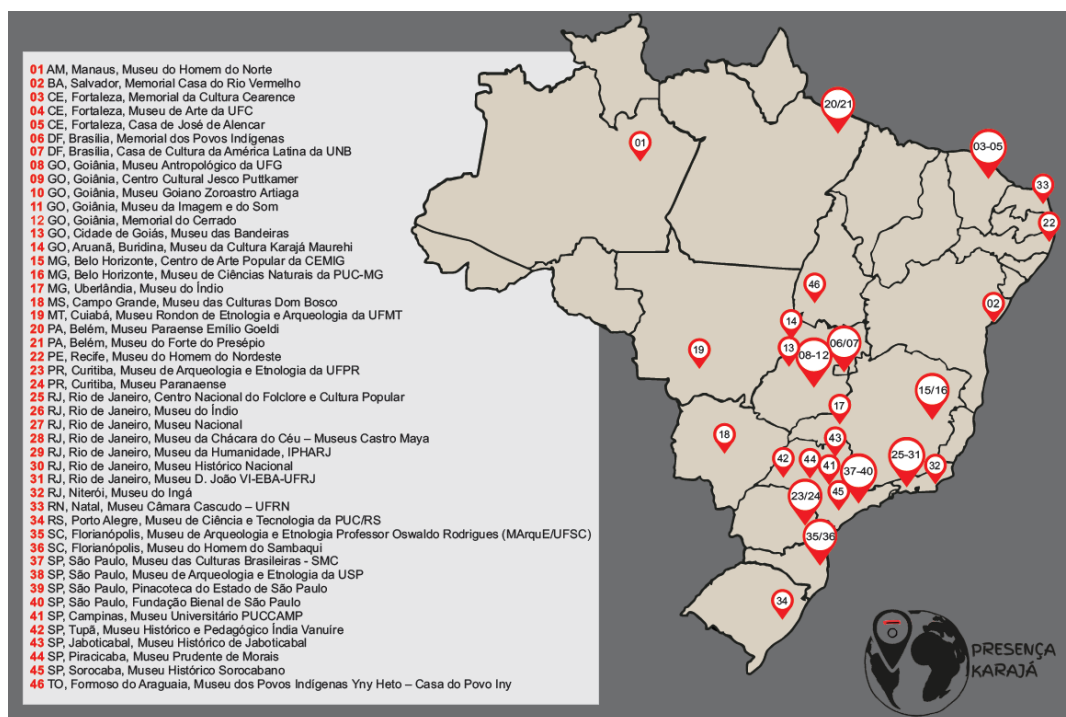 01 AM, Manaus, Museu do Homem do Norte
02 BA, Salvador, Memorial Casa do Rio Vermelho
03 CE, Fortaleza, Memorial da Cultura Cearence
04 CE, Fortaleza, Museu de Arte da UFC
05 CE, Fortaleza, Casa de José de Alencar
06 DF, Brasília, Memorial dos Povos Indígenas
07 DF, Brasília, Casa de Cultura da América Latina da UNB
08 GO, Goiânia, Museu Antropológico da UFG
09 GO, Goiânia, Centro Cultural Jesco Puttkamer
10 GO, Goiânia, Museu Goiano Zoroastro Artiaga
11 GO, Goiânia, Museu da Imagem e do Som
12 GO, Goiânia, Memorial do Cerrado
13 GO, Cidade de Goiás, Museu das Bandeiras
14 GO, Aruanã, Buridina, Museu da Cultura Karajá Maurehi
15 MG, Belo Horizonte, Centro de Arte Popular da CEMIG
16 MG, Belo Horizonte, Museu de Ciências Naturais da PUC-MG
17 MG, Uberlândia, Museu do Índio
18 MS, Campo Grande, Museu das Culturas Dom Bosco
19 MT, Cuiabá, Museu Rondon de Etnologia e Arqueologia da UFMT
20 PA, Belém, Museu Paraense Emílio Goeldi
21 PA, Belém, Museu do Forte do Presépio
22 PE, Recife, Museu do Homem do Nordeste
23 PR, Curitiba, Museu de Arqueologia e Etnologia da UFPR
24 PR, Curitiba, Museu Paranaense
25 RJ, Rio de Janeiro, Centro Nacional do Folclore e Cultura Popular
26 RJ, Rio de Janeiro, Museu do Índio
27 RJ, Rio de Janeiro, Museu Nacional
28 RJ, Rio de Janeiro, Museu da Chácara do Céu – Museus Castro Maya
29 RJ, Rio de Janeiro, Museu da Humanidade, IPHARJ
30 RJ, Rio de Janeiro, Museu Histórico Nacional
31 RJ, Rio de Janeiro, Museu D. João VI-EBA-UFRJ
32 RJ, Niterói, Museu do Ingá
33 RN, Natal, Museu Câmara Cascudo – UFRN
34 RS, Porto Alegre, Museu de Ciência e Tecnologia da PUC/RS
35 SC, Florianópolis, Museu de Arqueologia e Etnologia Professor Oswaldo Rodrigues (MArquE/UFSC)
36 SC, Florianópolis, Museu do Homem do Sambaqui
37 SP, São Paulo, Museu das Culturas Brasileiras - SMC
38 SP, São Paulo, Museu de Arqueologia e Etnologia da USP
39 SP, São Paulo, Pinacoteca do Estado de São Paulo
40 SP, São Paulo, Fundação Bienal de São Paulo
41 SP, Campinas, Museu Universitário PUCCAMP
42 SP, Tupã, Museu Histórico e Pedagógico Índia Vanuíre
43 SP, Jaboticabal, Museu Histórico de Jaboticabal
44 SP, Piracicaba, Museu Prudente de Morais
45 SP, Sorocaba, Museu Histórico Sorocabano
46 TO, Formoso do Araguaia, Museu dos Povos Indígenas Yny Heto – Casa do Povo Iny
20/21
01
03-05
33
22
46
02
14
13
08-12
06/07
19
15/16
17
18
43
42
44
41
37-40
25-31
32
45
23/24
35/36
34
PRESENÇA
KARAJÁ